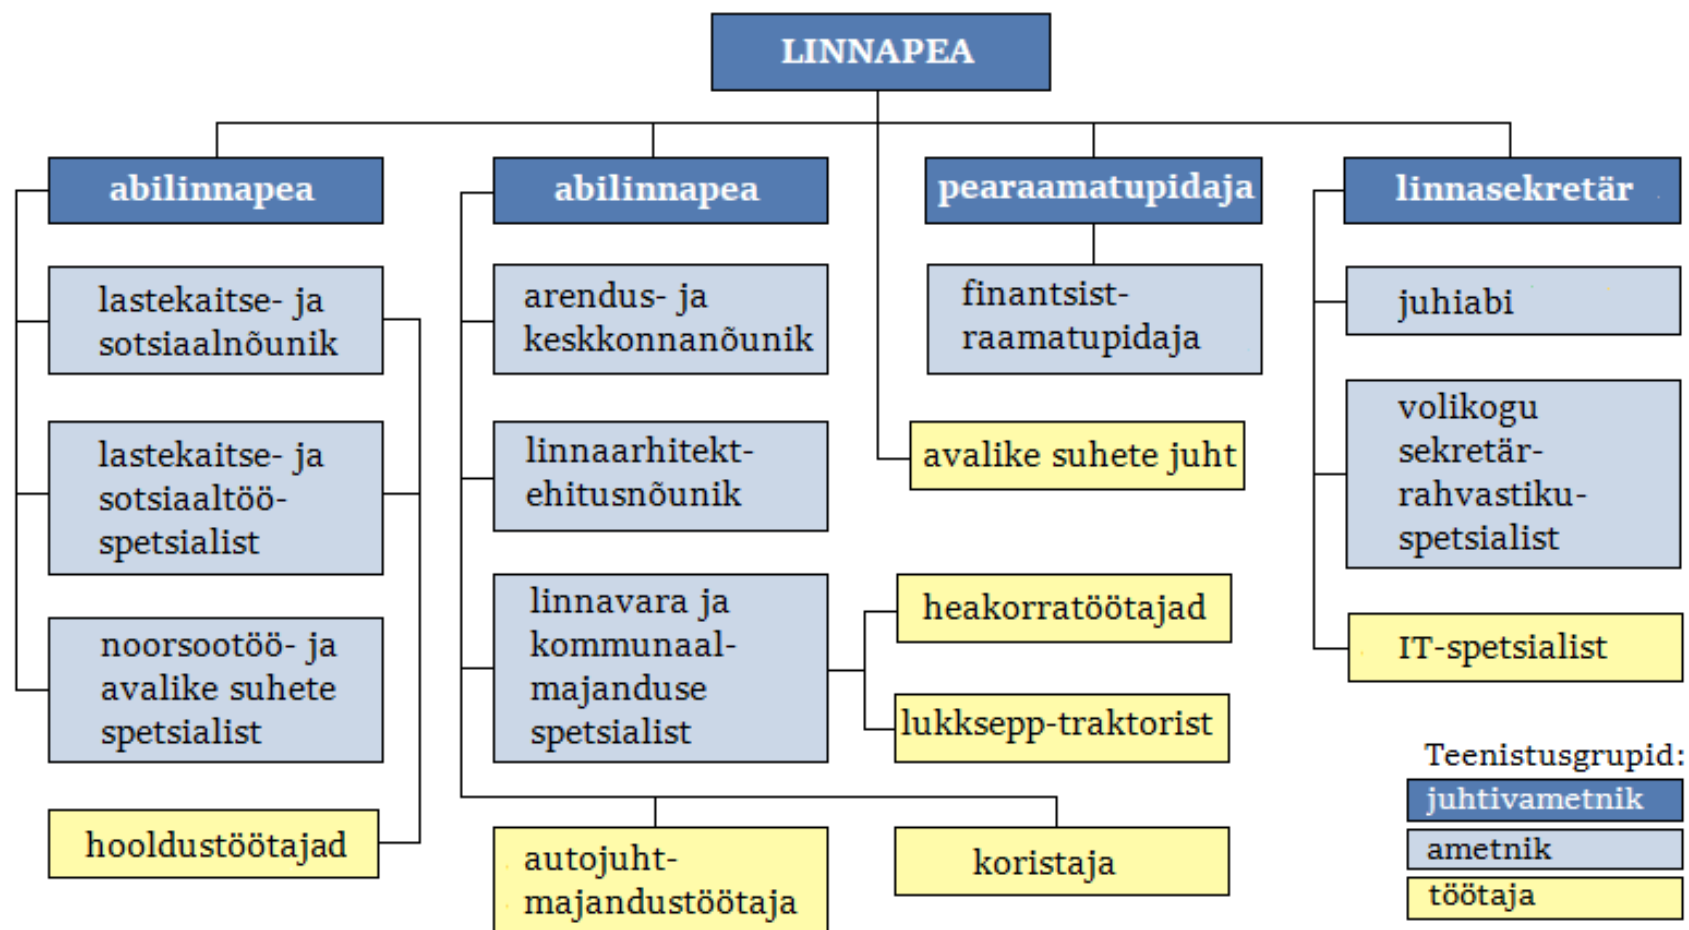 LINNAPEA
abilinnapea
abilinnapea
pearaamatupidaja
linnasekretär
lastekaitse- ja
sotsiaalnõunik
arendus- ja
keskkonnanõunik
finantsist-
raamatupidaja
juhiabi
lastekaitse- ja
sotsiaaltöö-
spetsialist
linnaarhitekt-
ehitusnõunik
avalike suhete juht
volikogu
sekretär-
rahvastiku-
spetsialist
noorsootöö- ja
avalike suhete
spetsialist
linnavara ja
kommunaal-
majanduse
spetsialist
heakorratöötajad
lukksepp-traktorist
IT-spetsialist
hooldustöötajad
autojuht-
majandustöötaja
koristaja
Teenistusgrupid:
juhtivametnik
ametnik
töötaja